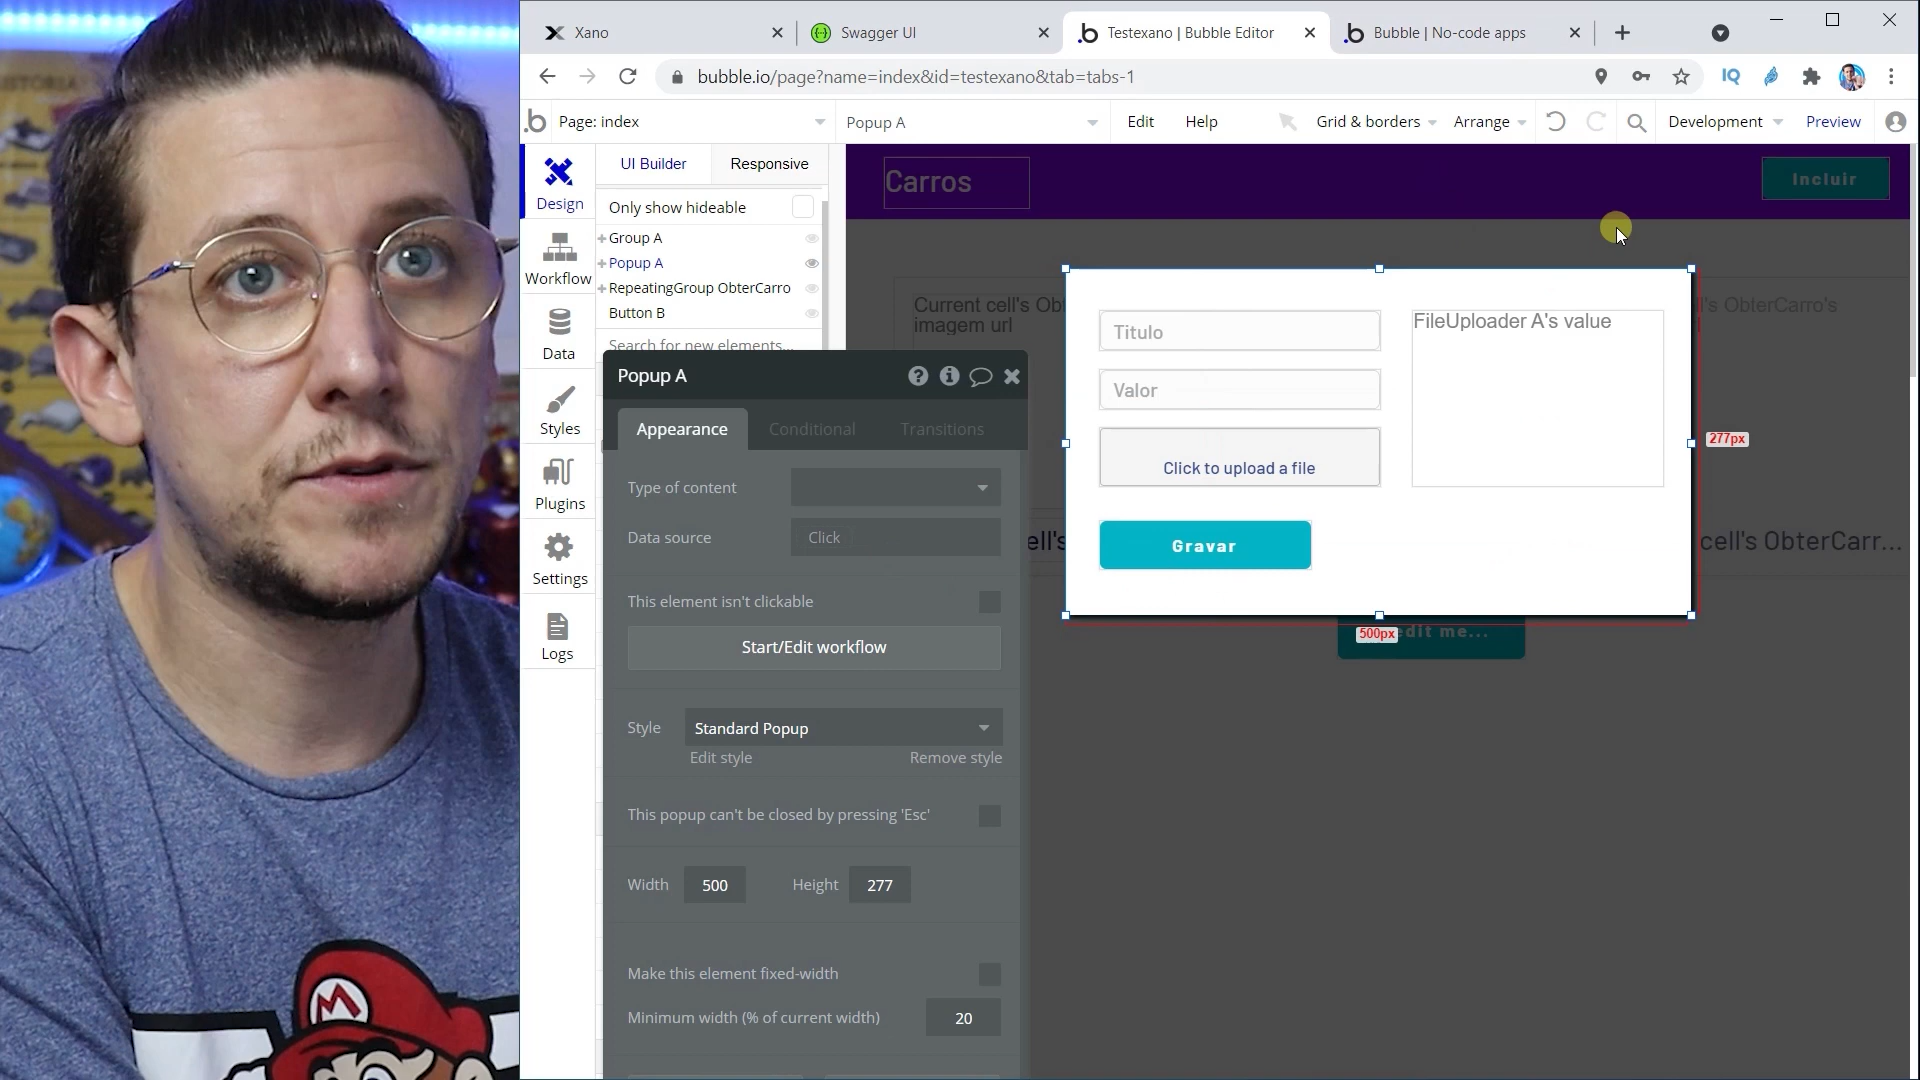 Xano
Swagger UI
Testexano | Bubble Editor
Bubble | No-code apps
bubble.io/page?name=index&id=testexano&tab=tabs-1
IQ
b
Page: index
Popup A
Edit
Help
Grid & borders
Arrange
Development
Preview
Design
Workflow
Data
Styles
Plugins
Settings
Logs
UI Builder
Responsive
Only show hideable
Group A
Popup A
RepeatingGroup ObterCarro
Button B
Search for new elements...
Popup A
Appearance
Conditional
Transitions
Type of content
Data source
Click
This element isn't clickable
Start/Edit workflow
Style
Standard Popup
Edit style
Remove style
This popup can't be closed by pressing 'Esc'
Width
500
Height
277
Make this element fixed-width
Minimum width (% of current width)
20
Carros
Incluir
Current cell's Ob
imagem url
l's ObterCarro's
Titulo
Valor
Click to upload a file
FileUploader A's value
Gravar
277px
ell's
cell's ObterCarr...
500px
edit me...
M